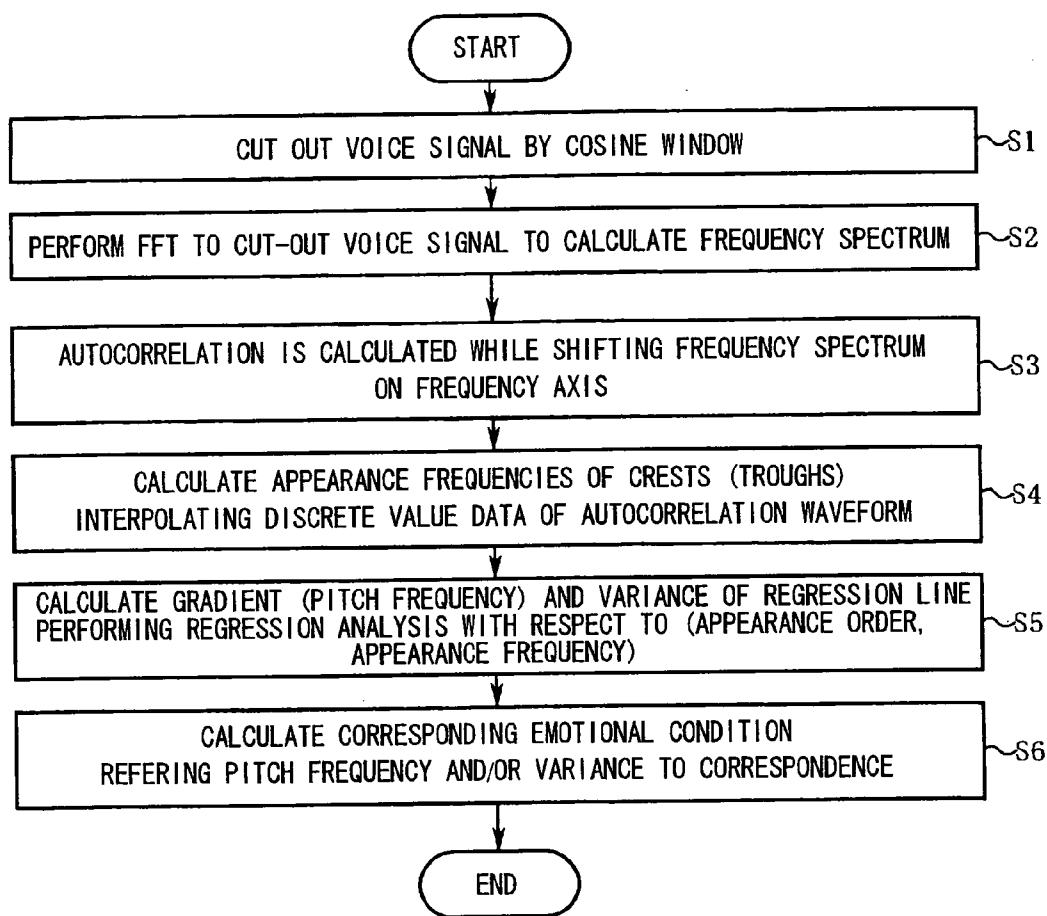 START
CUT OUT VOICE SIGNAL BY COSINE WINDOW
S1
PERFORM FFT TO CUT-OUT VOICE SIGNAL TO CALCULATE FREQUENCY SPECTRUM
S2
AUTOCORRELATION IS CALCULATED WHILE SHIFTING FREQUENCY SPECTRUM
ON FREQUENCY AXIS
S3
CALCULATE APPEARANCE FREQUENCIES OF CRESTS (TROUGHS)
INTERPOLATING DISCRETE VALUE DATA OF AUTOCORRELATION WAVEFORM
S4
CALCULATE GRADIENT (PITCH FREQUENCY) AND VARIANCE OF REGRESSION LINE
PERFORMING REGRESSION ANALYSIS WITH RESPECT TO (APPEARANCE ORDER,
APPEARANCE FREQUENCY)
S5
CALCULATE CORRESPONDING EMOTIONAL CONDITION
REFERING PITCH FREQUENCY AND/OR VARIANCE TO CORRESPONDENCE
S6
END